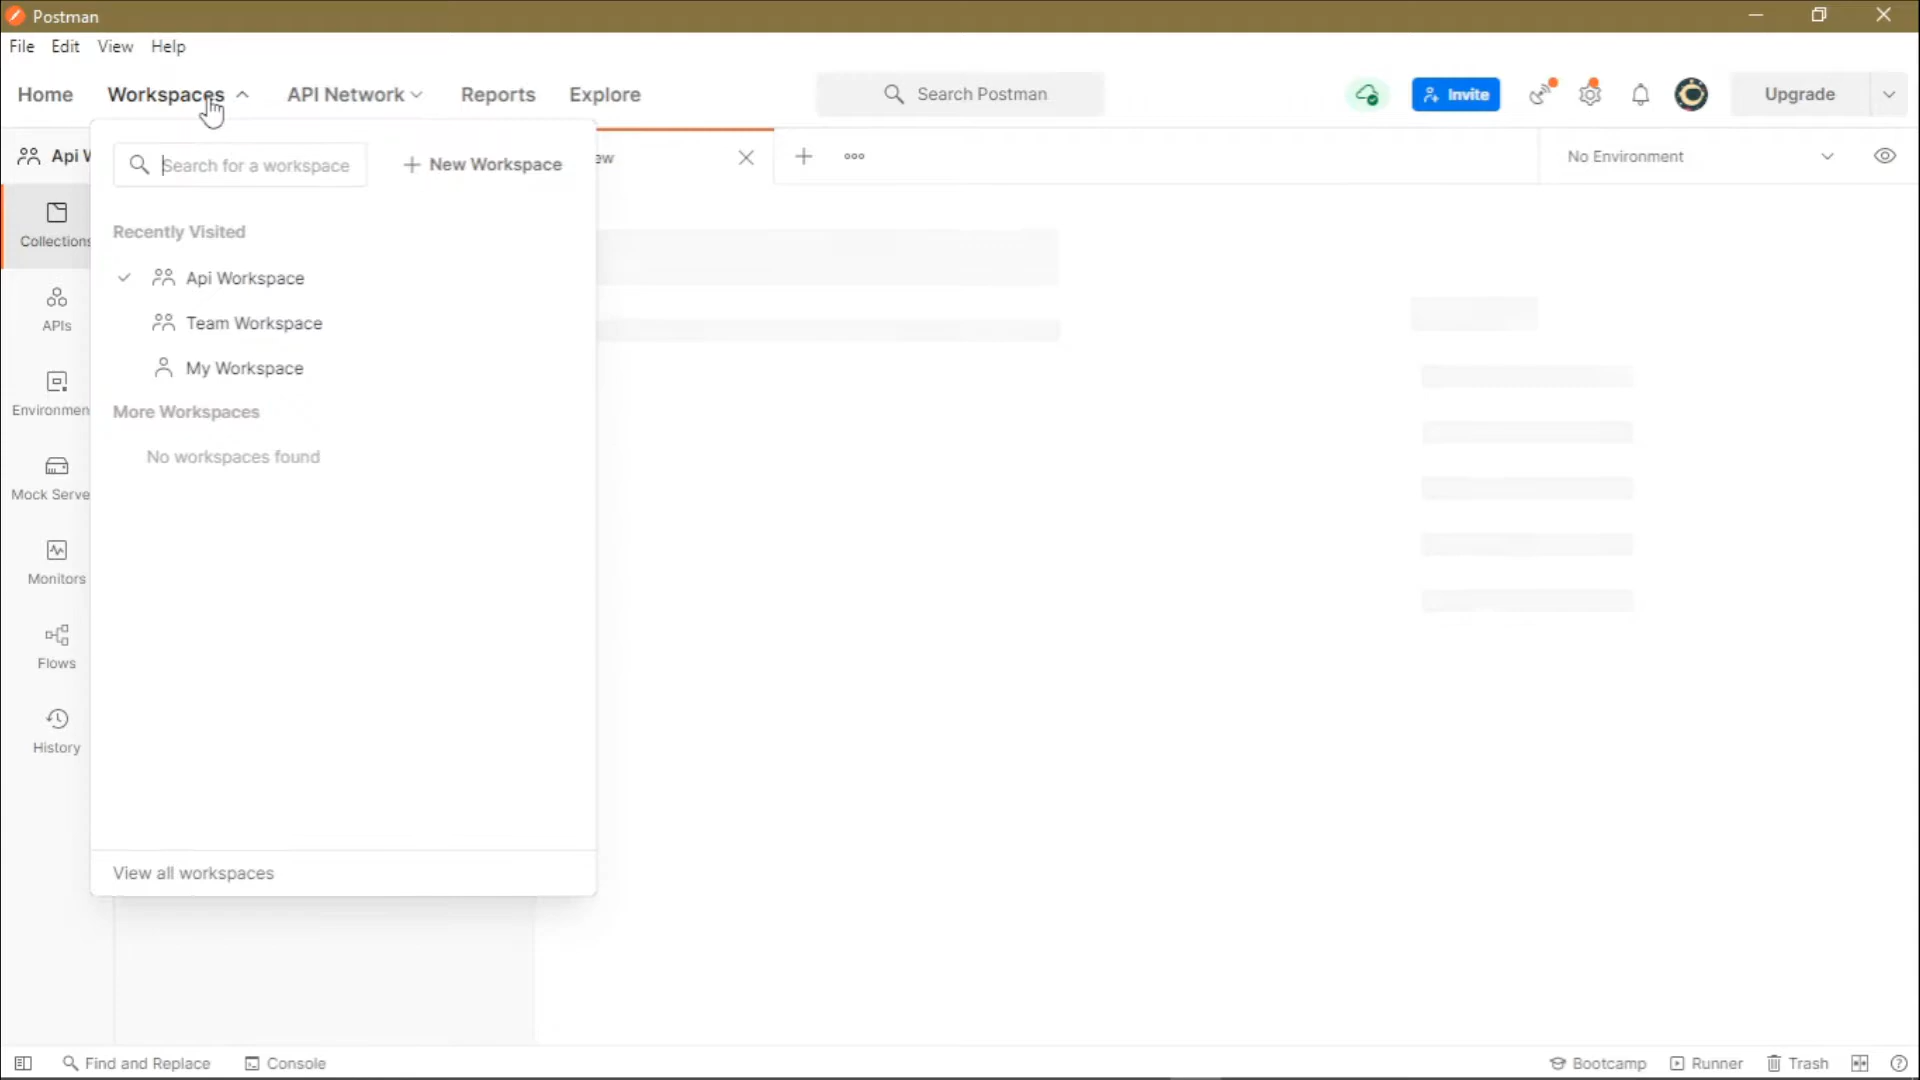 Postman
File Edit View Help
Home Workspaces API Network Reports Explore Search Postman Invite Upgrade
Api W Search for a workspace New Workspace ew No Environment
Collections
Recently Visited
Api Workspace
APIs
Team Workspace
My Workspace
Environmen
More Workspaces
No workspaces found
Mock Serve
Monitors
Flows
History
View all workspaces
Find and Replace Console Bootcamp Runner Trash